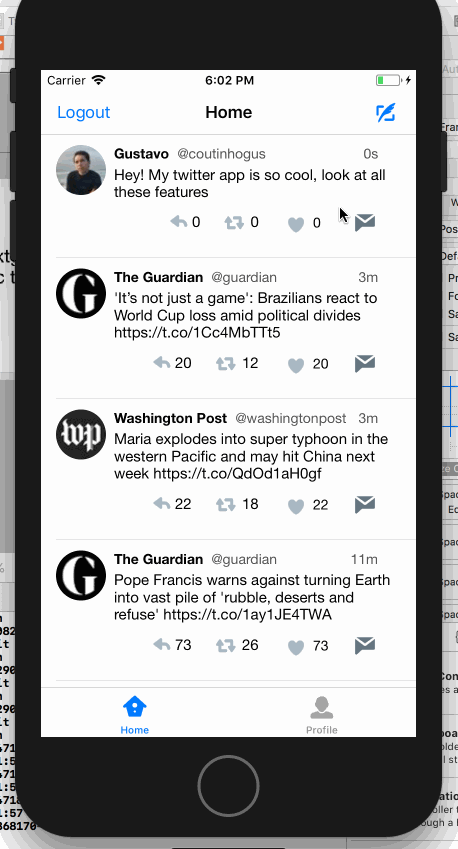 Carrier 6:02 PM
Logout Home
Gustavo @coutinhogus 0s
Hey! My twitter app is so cool, look at all
these features
0 0 0
The Guardian @guardian 3m
'It’s not just a game': Brazilians react to
World Cup loss amid political divides
https://t.co/1Cc4MbTTt5
20 12 20
Washington Post @washingtonpost 3m
Maria explodes into super typhoon in the
western Pacific and may hit China next
week https://t.co/QdOd1aH0gf
22 18 22
The Guardian @guardian 11m
Pope Francis warns against turning Earth
into vast pile of 'rubble, deserts and
refuse' https://t.co/1ay1JE4TWA
73 26 73
Home Profile